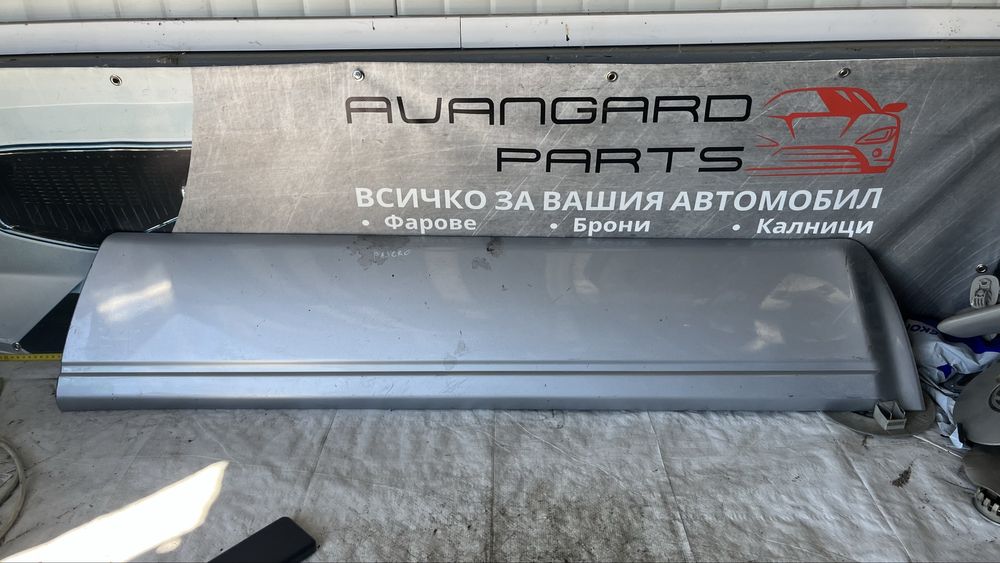 AVANGARD
PARTS
ВСИЧКО ЗА ВАШИЯ АВТОМОБИЛ
• Фарове • Брони • Калници